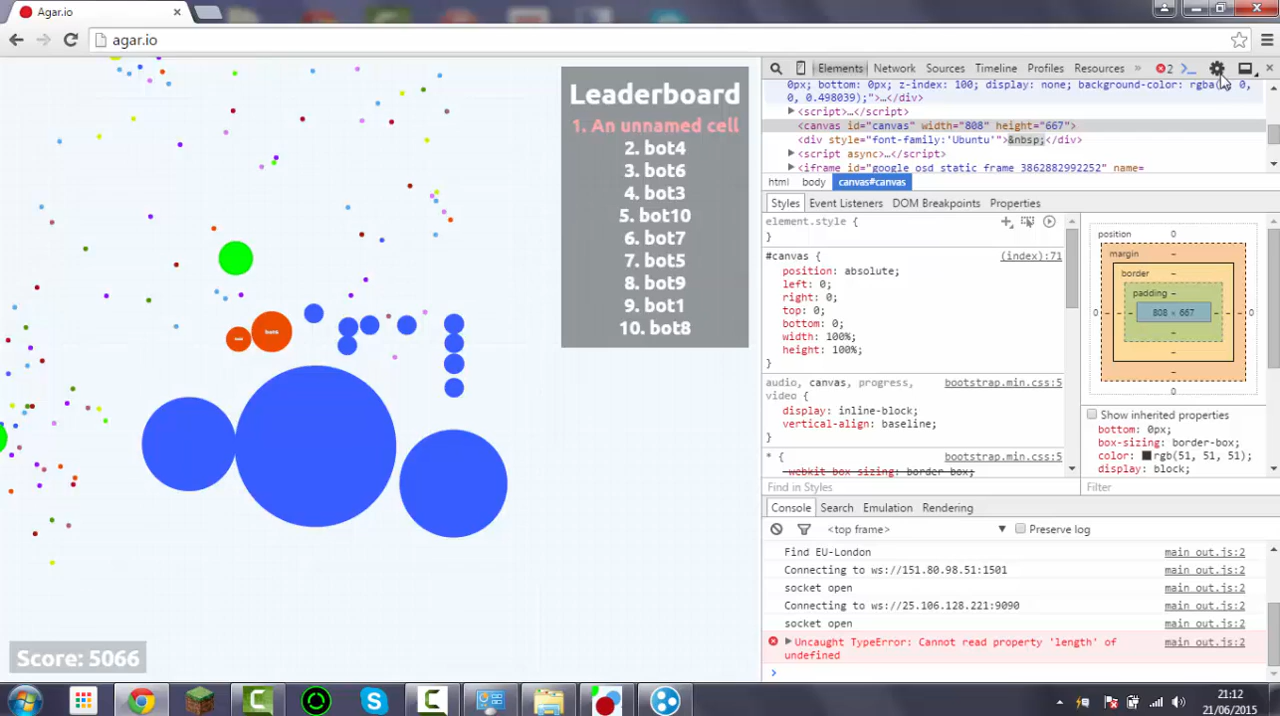 Agar.io
agar.io
Leaderboard
1. An unnamed cell
2. bot4
3. bot6
4. bot3
5. bot10
6. bot7
7. bot5
8. bot9
9. bot1
10. bot8
Score: 5066
Elements Network Sources Timeline Profiles Resources » 2
0px; bottom: 0px; z-index: 100; display: none; background-color: rgba( 0,
0, 0.498039);">…</div>
<script>…</script>
<canvas id="canvas" width="808" height="667">
<div style="font-family:'Ubuntu'">&nbsp;</div>
<script async>…</script>
<iframe id="google_osd_static_frame_3862882992252" name=
html body canvas#canvas
Styles Event Listeners DOM Breakpoints Properties
element.style {
}
#canvas { (index):71
position: absolute;
left: 0;
right: 0;
top: 0;
bottom: 0;
width: 100%;
height: 100%;
}
audio, canvas, progress, bootstrap.min.css:5
video {
display: inline-block;
vertical-align: baseline;
}
* { bootstrap.min.css:5
-webkit-box-sizing: border-box;
Find in Styles
position 0
margin –
border –
padding –
0 – – – 808 × 667 – – – 0
–
–
–
0
Show inherited properties
bottom: 0px;
box-sizing: border-box;
color: rgb(51, 51, 51);
display: block;
Filter
Console Search Emulation Rendering
<top frame> ▼ Preserve log
Find EU-London main_out.js:2
Connecting to ws://151.80.98.51:1501 main_out.js:2
socket open main_out.js:2
Connecting to ws://25.106.128.221:9090 main_out.js:2
socket open main_out.js:2
Uncaught TypeError: Cannot read property 'length' of main_out.js:2
undefined
>
21:12
21/06/2015